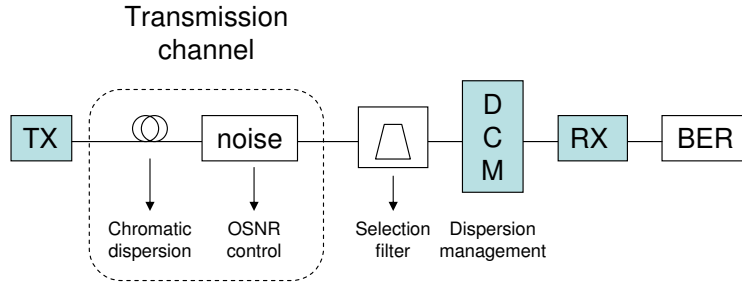 Transmission
channel
TX
noise
D
C
M
RX
BER
Chromatic
dispersion
OSNR
control
Selection
filter
Dispersion
management